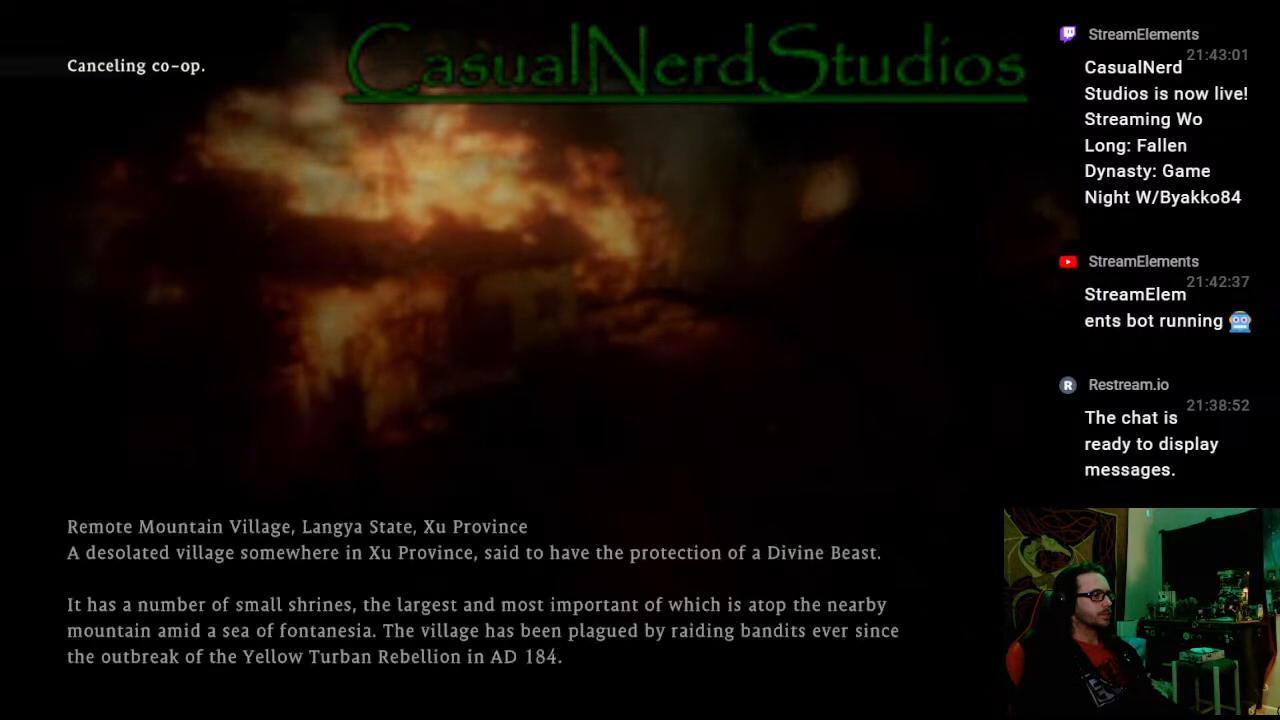 Canceling co-op.
CasualNerdStudios
StreamElements
21:43:01
CasualNerd
Studios is now live!
Streaming Wo
Long: Fallen
Dynasty: Game
Night W/Byakko84
StreamElements
21:42:37
StreamElem
ents bot running
R Restream.io
21:38:52
The chat is
ready to display
messages.
Remote Mountain Village, Langya State, Xu Province
A desolated village somewhere in Xu Province, said to have the protection of a Divine Beast.
It has a number of small shrines, the largest and most important of which is atop the nearby
mountain amid a sea of fontanesia. The village has been plagued by raiding bandits ever since
the outbreak of the Yellow Turban Rebellion in AD 184.